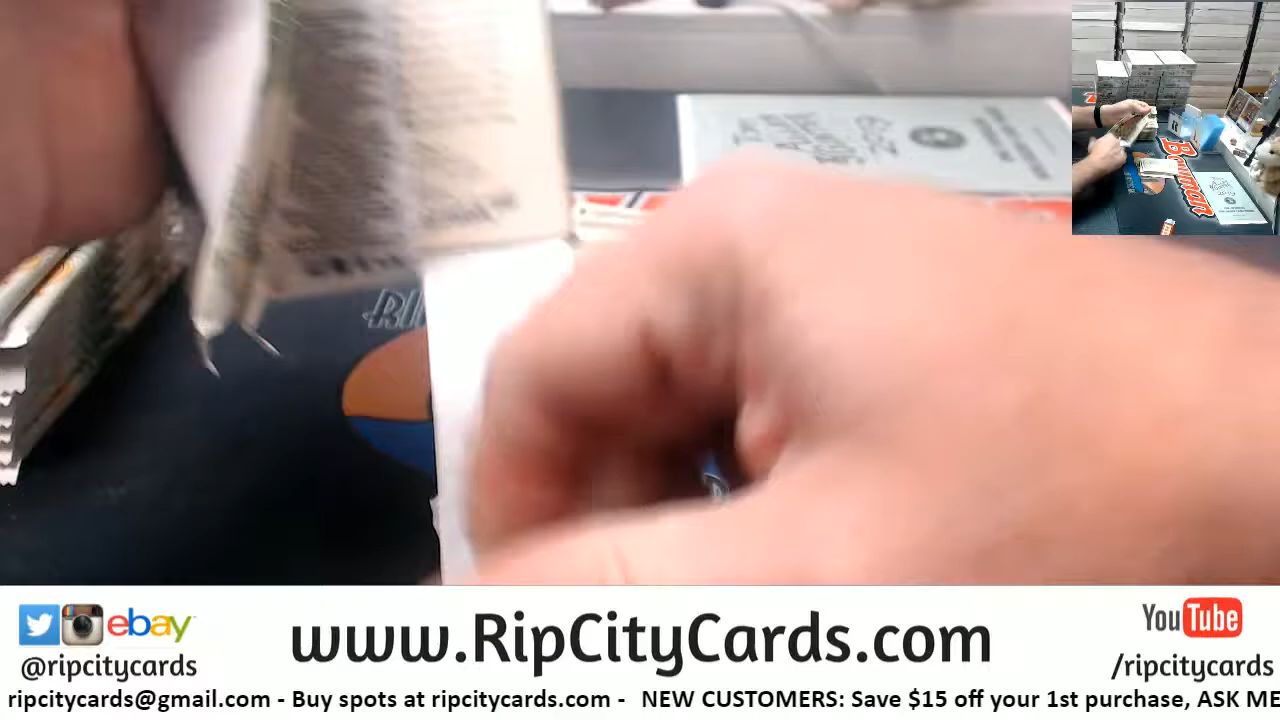 Bowman
ebay
@ripcitycards
www.RipCityCards.com
YouTube
/ripcitycards
ripcitycards@gmail.com - Buy spots at ripcitycards.com - NEW CUSTOMERS: Save $15 off your 1st purchase, ASK ME